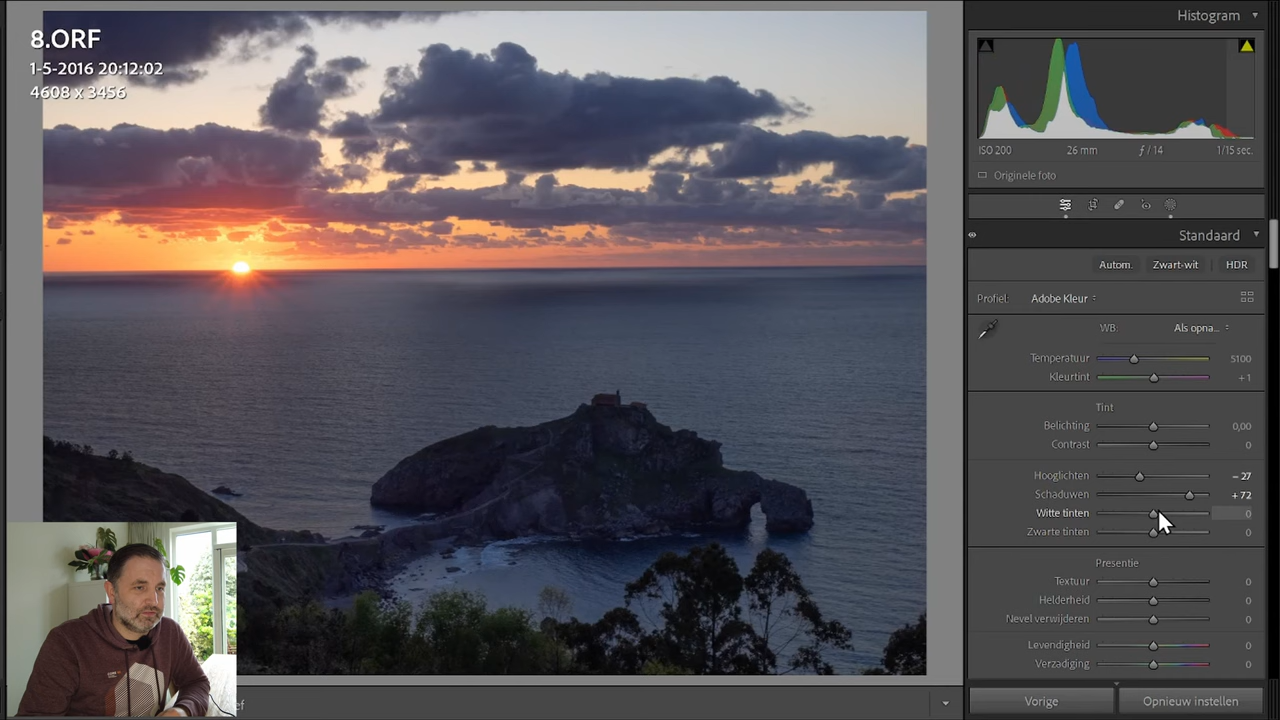 8.ORF
1-5-2016 20:12:02
4608 x 3456
Histogram
ISO 200 26 mm ƒ / 14 1/15 sec.
Originele foto
Standaard
Autom. Zwart-wit HDR
Profiel: Adobe Kleur
WB: Als opna...
Temperatuur 5100
Kleurtint +1
Tint
Belichting 0,00
Contrast 0
Hooglichten -27
Schaduwen +72
Witte tinten 0
Zwarte tinten 0
Presentie
Textuur 0
Helderheid 0
Nevel verwijderen 0
Levendigheid 0
Verzadiging 0
Vorige Opnieuw instellen